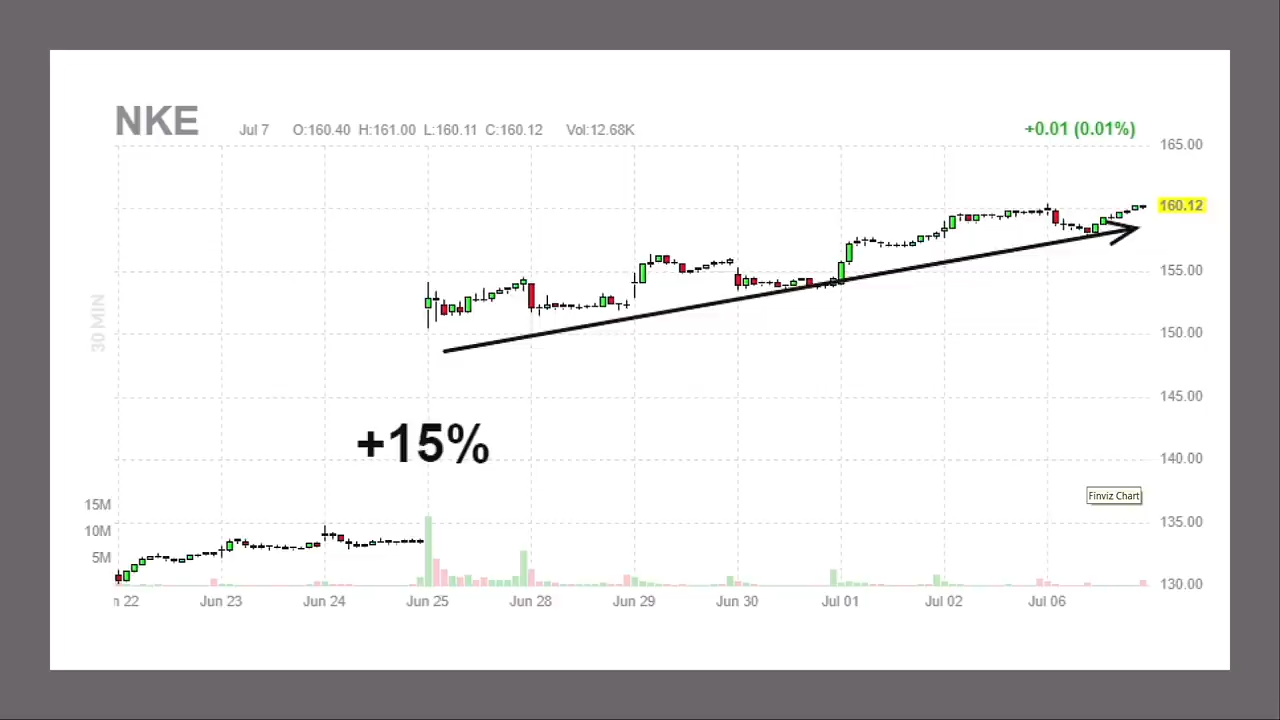 NKE Jul 7 O:160.40 H:161.00 L:160.11 C:160.12 Vol:12.68K +0.01 (0.01%)
165.00
160.12
155.00
150.00
30 MIN
145.00
+15%
140.00
Finviz Chart
15M
135.00
10M
5M
130.00
22 Jun 23 Jun 24 Jun 25 Jun 28 Jun 29 Jun 30 Jul 01 Jul 02 Jul 06